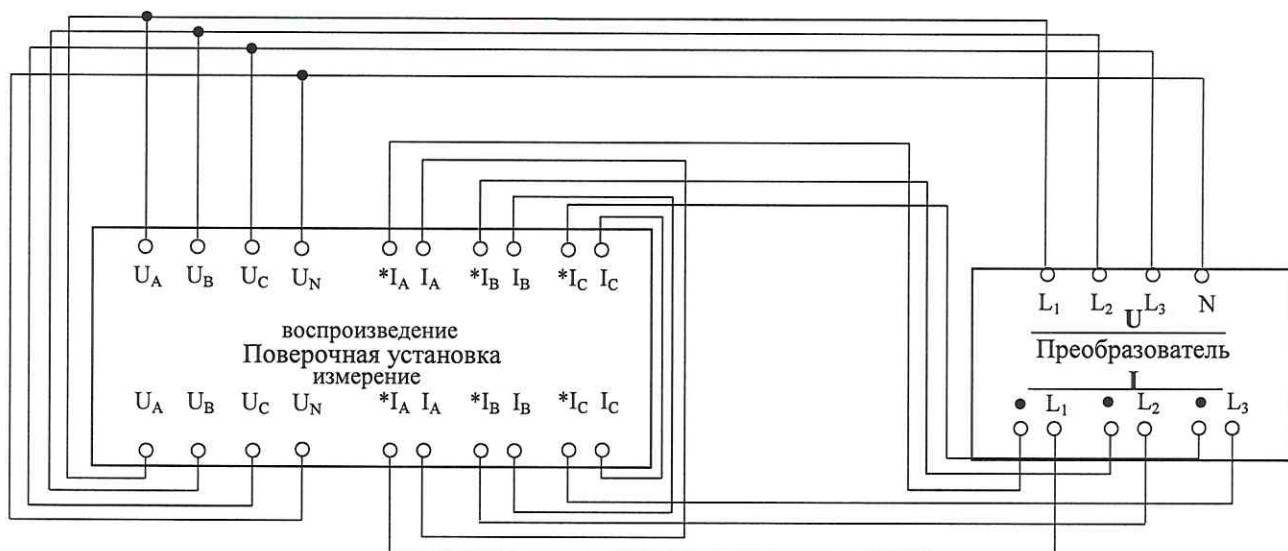 U_A U_B U_C U_N *I_A I_A *I_B I_B *I_C I_C
воспроизведение
Поверочная установка
измерение
U_A U_B U_C U_N *I_A I_A *I_B I_B *I_C I_C
L₁ L₂ L₃ N
U
Преобразователь
I
L₁ L₂ L₃